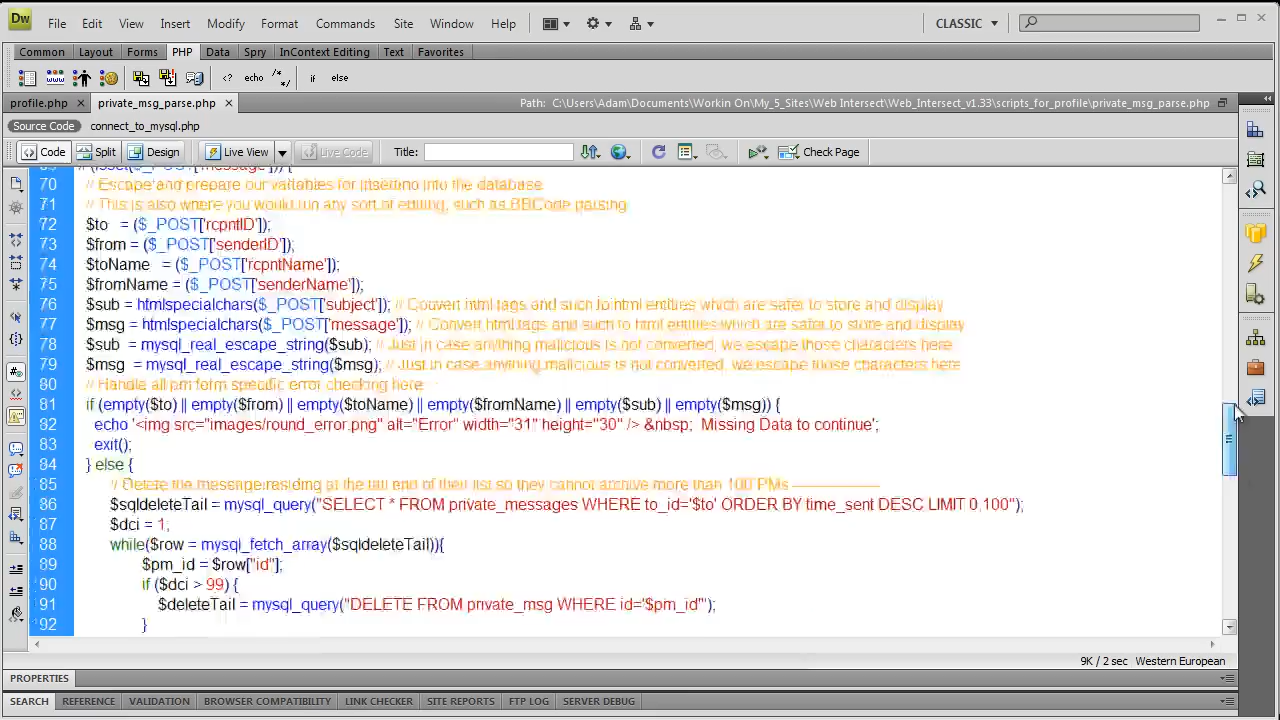 Dw File Edit View Insert Modify Format Commands Site Window Help CLASSIC
Common Layout Forms PHP Data Spry InContext Editing Text Favorites
<? echo /*../ if else
profile.php × private_msg_parse.php × Path: C:\Users\Adam\Documents\Workin On\My_5_Sites\Web Intersect\Web_Intersect_v1.33\scripts_for_profile\private_msg_parse.php
Source Code connect_to_mysql.php
Code Split Design Live View Live Code Title: Check Page
70 // Escape and prepare our variables for insertino into the database
71 // This is also where you would run any sort of editing, such as BBCode parsing
72 $to = ($_POST['rcpntID']);
73 $from = ($_POST['senderID']);
74 $toName = ($_POST['rcpntName']);
75 $fromName = ($_POST['senderName']);
76 $sub = htmlspecialchars($_POST['subject']); // Convert html tags and such to html entities which are safer to store and display
77 $msg = htmlspecialchars($_POST['message']); // Convert html tags and such to html entities which are safer to store and display
78 $sub = mysql_real_escape_string($sub); // Just in case anything malicious is not converted, we escape those characters here
79 $msg = mysql_real_escape_string($msg); // Just in case anything malicious is not converted, we escape those characters here
80 // Handle all pm form specific error checking here
81 if (empty($to) || empty($from) || empty($toName) || empty($fromName) || empty($sub) || empty($msg)) {
82 echo '<img src="images/round_error.png" alt="Error" width="31" height="30" /> &nbsp; Missing Data to continue';
83 exit();
84 } else {
85 // Delete the message residing at the tail end of their list so they cannot archive more than 100 PMs ------------------
86 $sqldeleteTail = mysql_query("SELECT * FROM private_messages WHERE to_id='$to' ORDER BY time_sent DESC LIMIT 0,100");
87 $dci = 1;
88 while($row = mysql_fetch_array($sqldeleteTail)){
89 $pm_id = $row["id"];
90 if ($dci > 99) {
91 $deleteTail = mysql_query("DELETE FROM private_msg WHERE id='$pm_id'");
92 }
9K / 2 sec Western European
PROPERTIES
SEARCH REFERENCE VALIDATION BROWSER COMPATIBILITY LINK CHECKER SITE REPORTS FTP LOG SERVER DEBUG